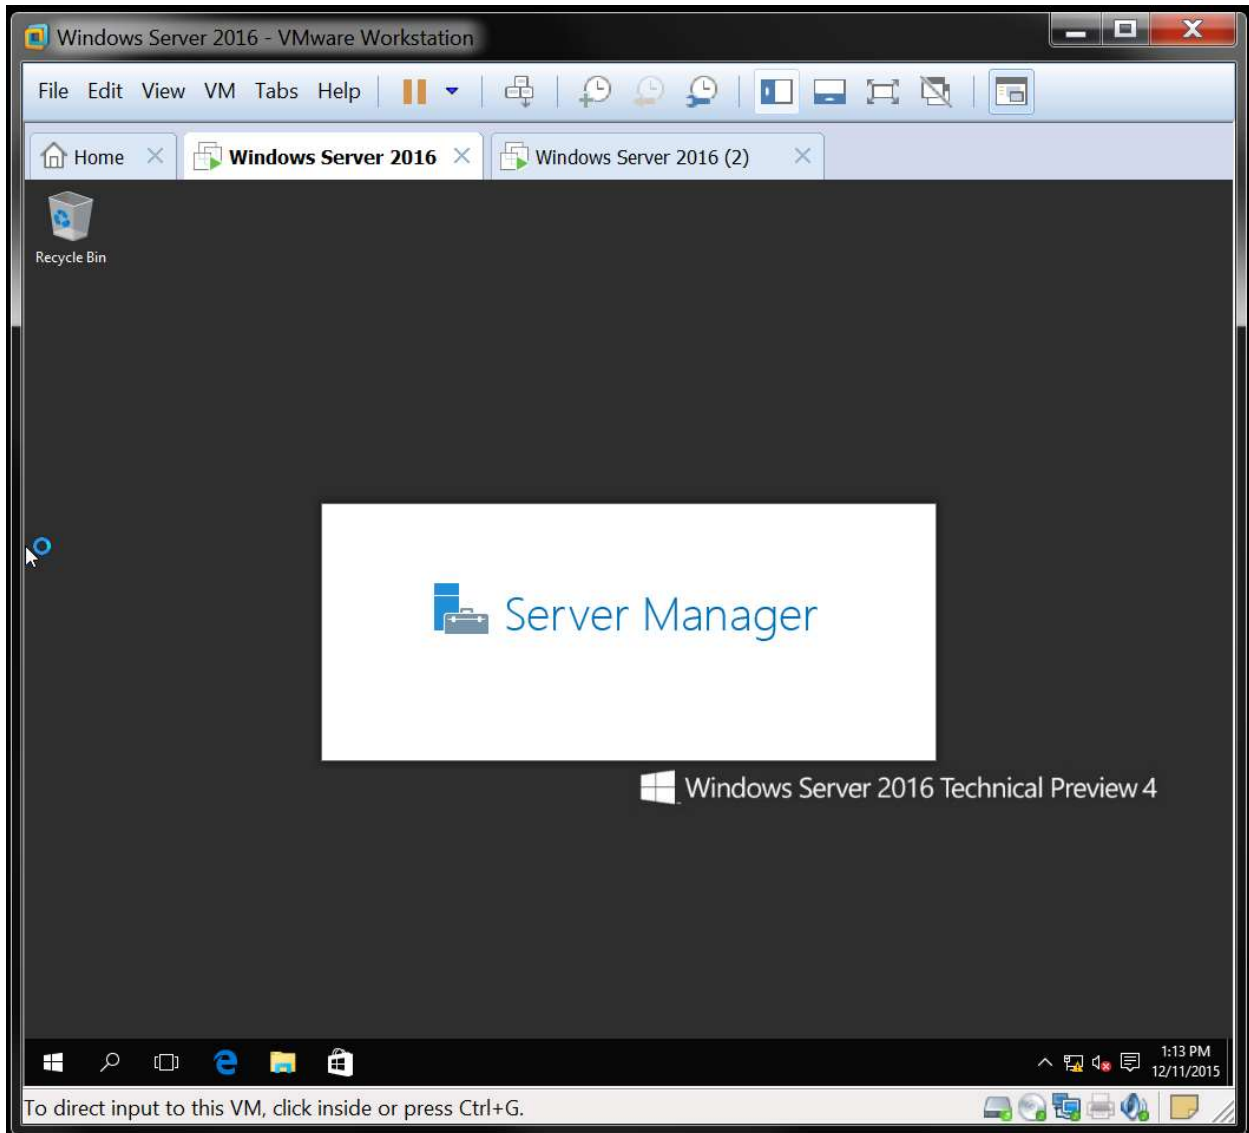 Windows Server 2016 - VMware Workstation
File Edit View VM Tabs Help
Home Windows Server 2016 Windows Server 2016 (2)
Recycle Bin
Server Manager
Windows Server 2016 Technical Preview 4
1:13 PM
12/11/2015
To direct input to this VM, click inside or press Ctrl+G.